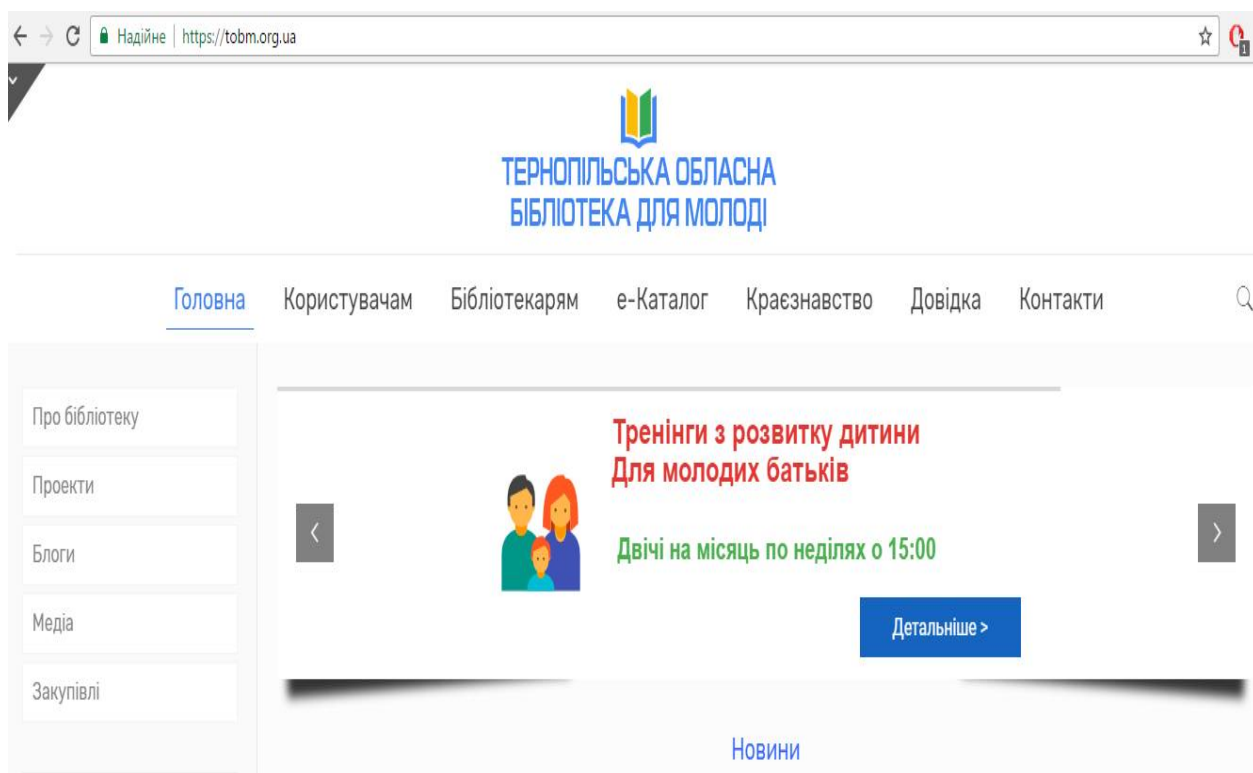 Надійне | https://tobm.org.ua
1
ТЕРНОПІЛЬСЬКА ОБЛАСНА
БІБЛІОТЕКА ДЛЯ МОЛОДІ
Головна Користувачам Бібліотекарям е-Каталог Краєзнавство Довідка Контакти
Про бібліотеку
Проекти
Блоги
Медіа
Закупівлі
Тренінги з розвитку дитини
Для молодих батьків
Двічі на місяць по неділях о 15:00
Детальніше >
Новини